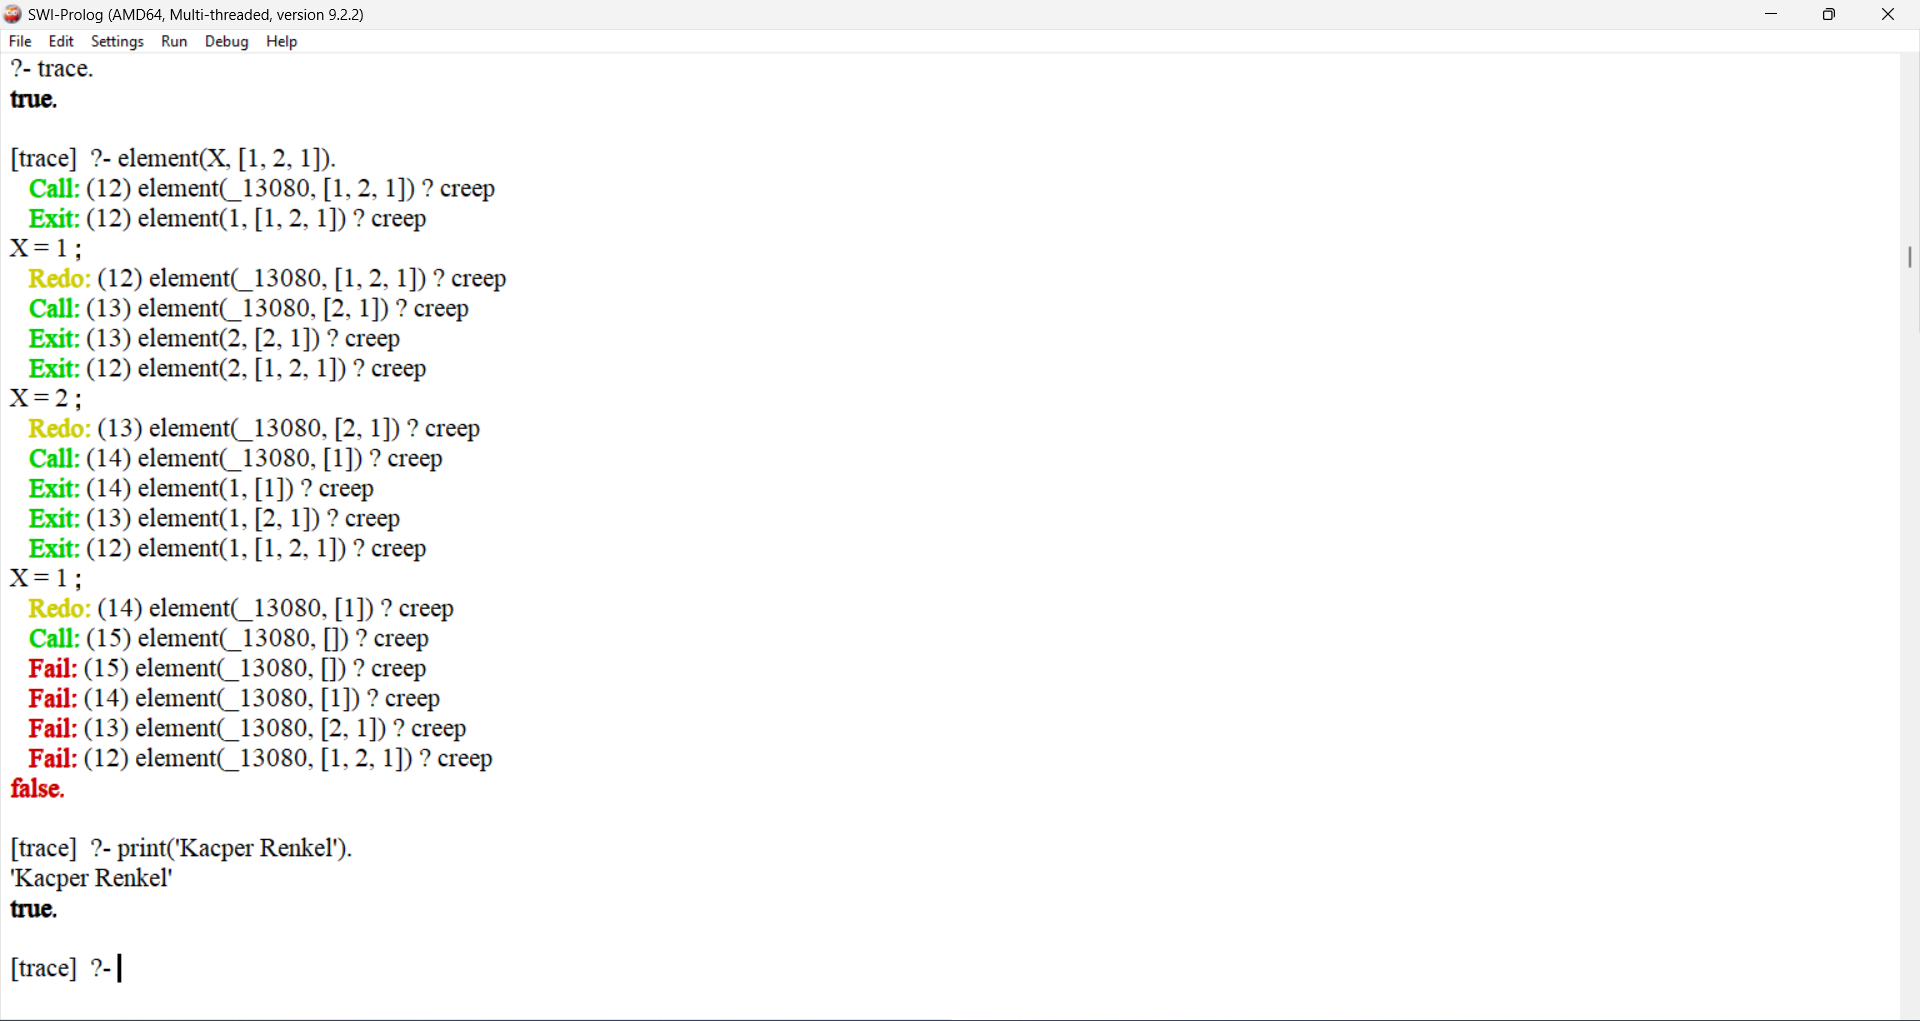 SWI-Prolog (AMD64, Multi-threaded, version 9.2.2)
File Edit Settings Run Debug Help
?- trace.
true.
[trace]  ?- element(X, [1, 2, 1]).
Call: (12) element(_13080, [1, 2, 1]) ? creep
Exit: (12) element(1, [1, 2, 1]) ? creep
X = 1 ;
Redo: (12) element(_13080, [1, 2, 1]) ? creep
Call: (13) element(_13080, [2, 1]) ? creep
Exit: (13) element(2, [2, 1]) ? creep
Exit: (12) element(2, [1, 2, 1]) ? creep
X = 2 ;
Redo: (13) element(_13080, [2, 1]) ? creep
Call: (14) element(_13080, [1]) ? creep
Exit: (14) element(1, [1]) ? creep
Exit: (13) element(1, [2, 1]) ? creep
Exit: (12) element(1, [1, 2, 1]) ? creep
X = 1 ;
Redo: (14) element(_13080, [1]) ? creep
Call: (15) element(_13080, []) ? creep
Fail: (15) element(_13080, []) ? creep
Fail: (14) element(_13080, [1]) ? creep
Fail: (13) element(_13080, [2, 1]) ? creep
Fail: (12) element(_13080, [1, 2, 1]) ? creep
false.
[trace]  ?- print('Kacper Renkel').
'Kacper Renkel'
true.
[trace]  ?-